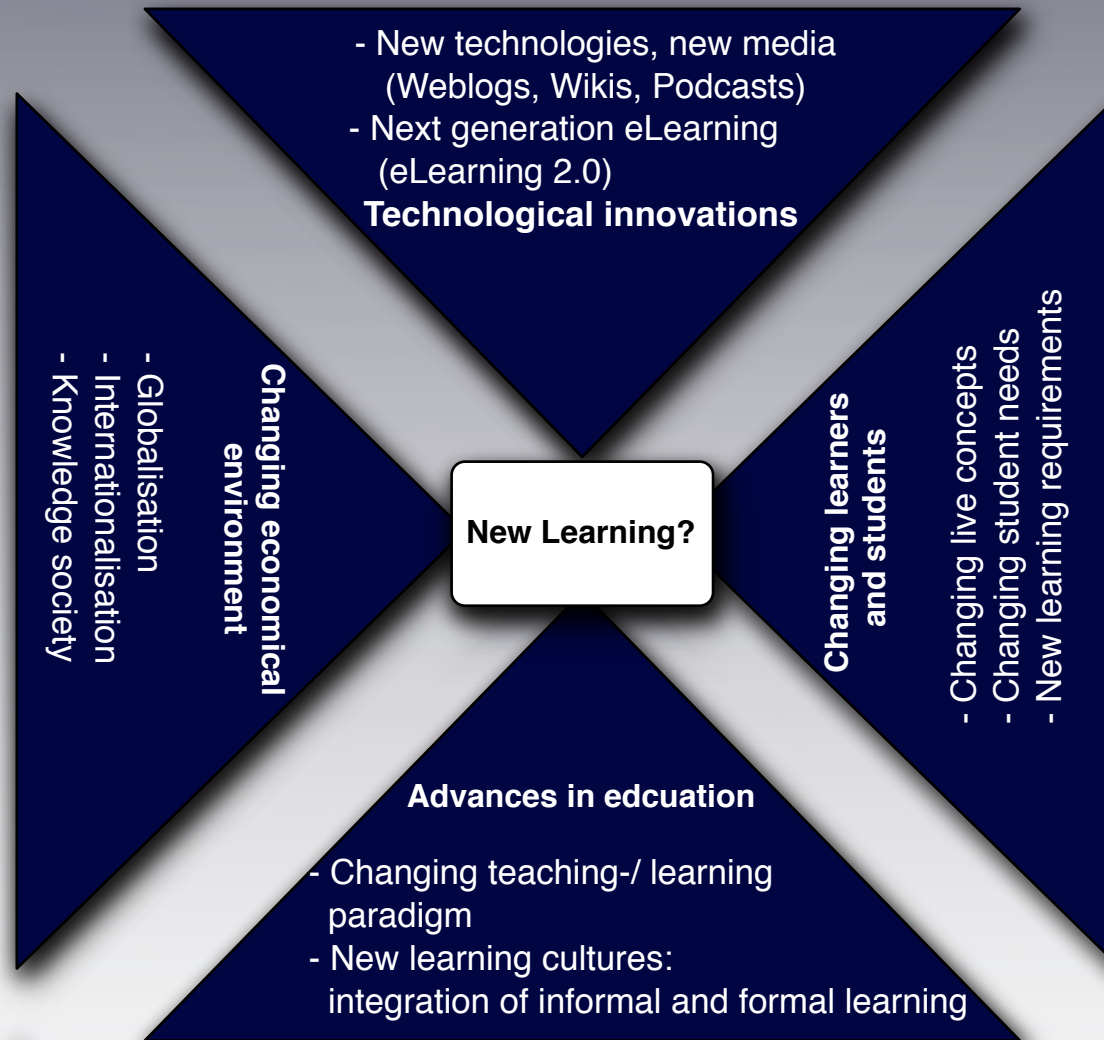 - New technologies, new media
(Weblogs, Wikis, Podcasts)
- Next generation eLearning
(eLearning 2.0)
Technological innovations
Changing economical
environment
- Globalisation
- Internationalisation
- Knowledge society
New Learning?
Changing learners
and students
- Changing live concepts
- Changing student needs
- New learning requirements
Advances in edcuation
- Changing teaching-/ learning
paradigm
- New learning cultures:
integration of informal and formal learning